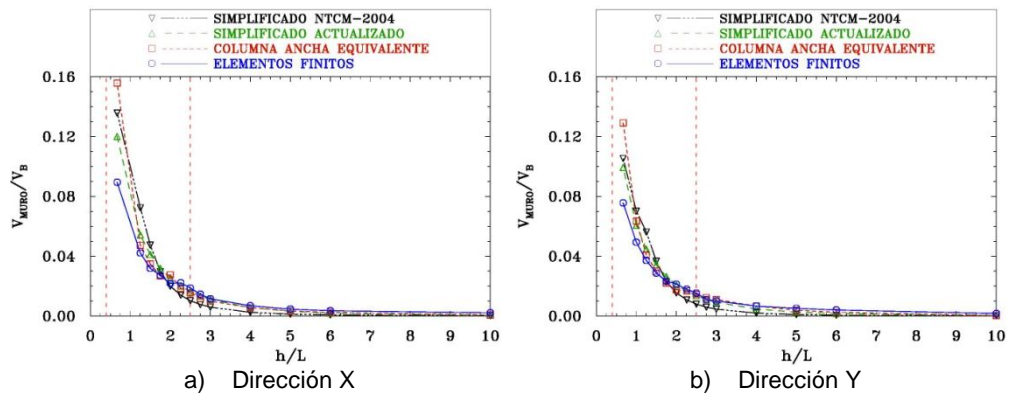 SIMPLIFICADO NTCM-2004
SIMPLIFICADO ACTUALIZADO
COLUMNA ANCHA EQUIVALENTE
ELEMENTOS FINITOS
0.16
0.12
0.08
0.04
0.00
V_MURO/V_B
0 1 2 3 4 5 6 7 8 9 10
h/L
a) Dirección X
SIMPLIFICADO NTCM-2004
SIMPLIFICADO ACTUALIZADO
COLUMNA ANCHA EQUIVALENTE
ELEMENTOS FINITOS
0.16
0.12
0.08
0.04
0.00
V_MURO/V_B
0 1 2 3 4 5 6 7 8 9 10
h/L
b) Dirección Y